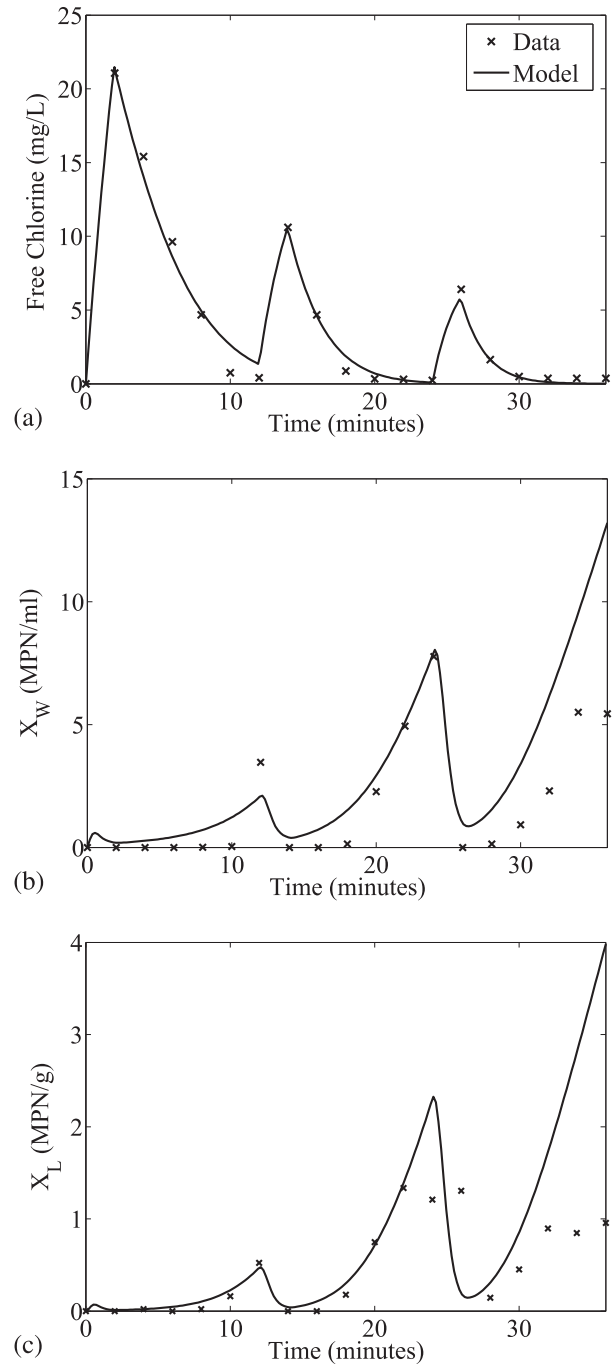 25
20
15
10
5
0
Free Chlorine (mg/L)
Data
Model
0
10
20
30
Time (minutes)
(a)
15
10
5
0
X_W (MPN/ml)
0
10
20
30
Time (minutes)
(b)
4
3
2
1
0
X_L (MPN/g)
0
10
20
30
Time (minutes)
(c)